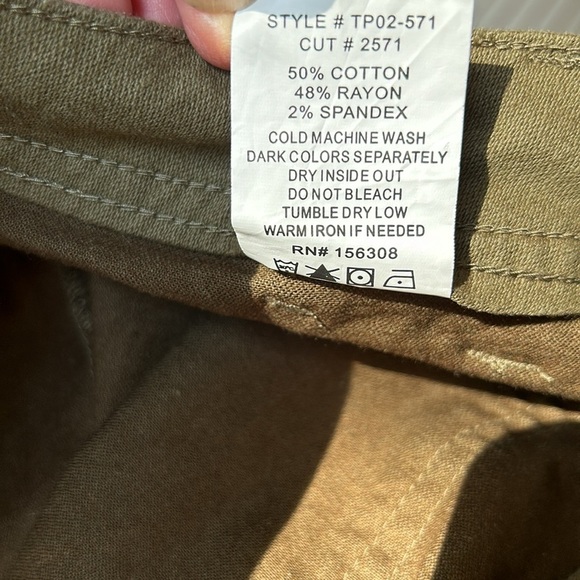 STYLE # TP02-571
CUT # 2571
50% COTTON
48% RAYON
2% SPANDEX
COLD MACHINE WASH
DARK COLORS SEPARATELY
DRY INSIDE OUT
DO NOT BLEACH
TUMBLE DRY LOW
WARM IRON IF NEEDED
RN# 156308